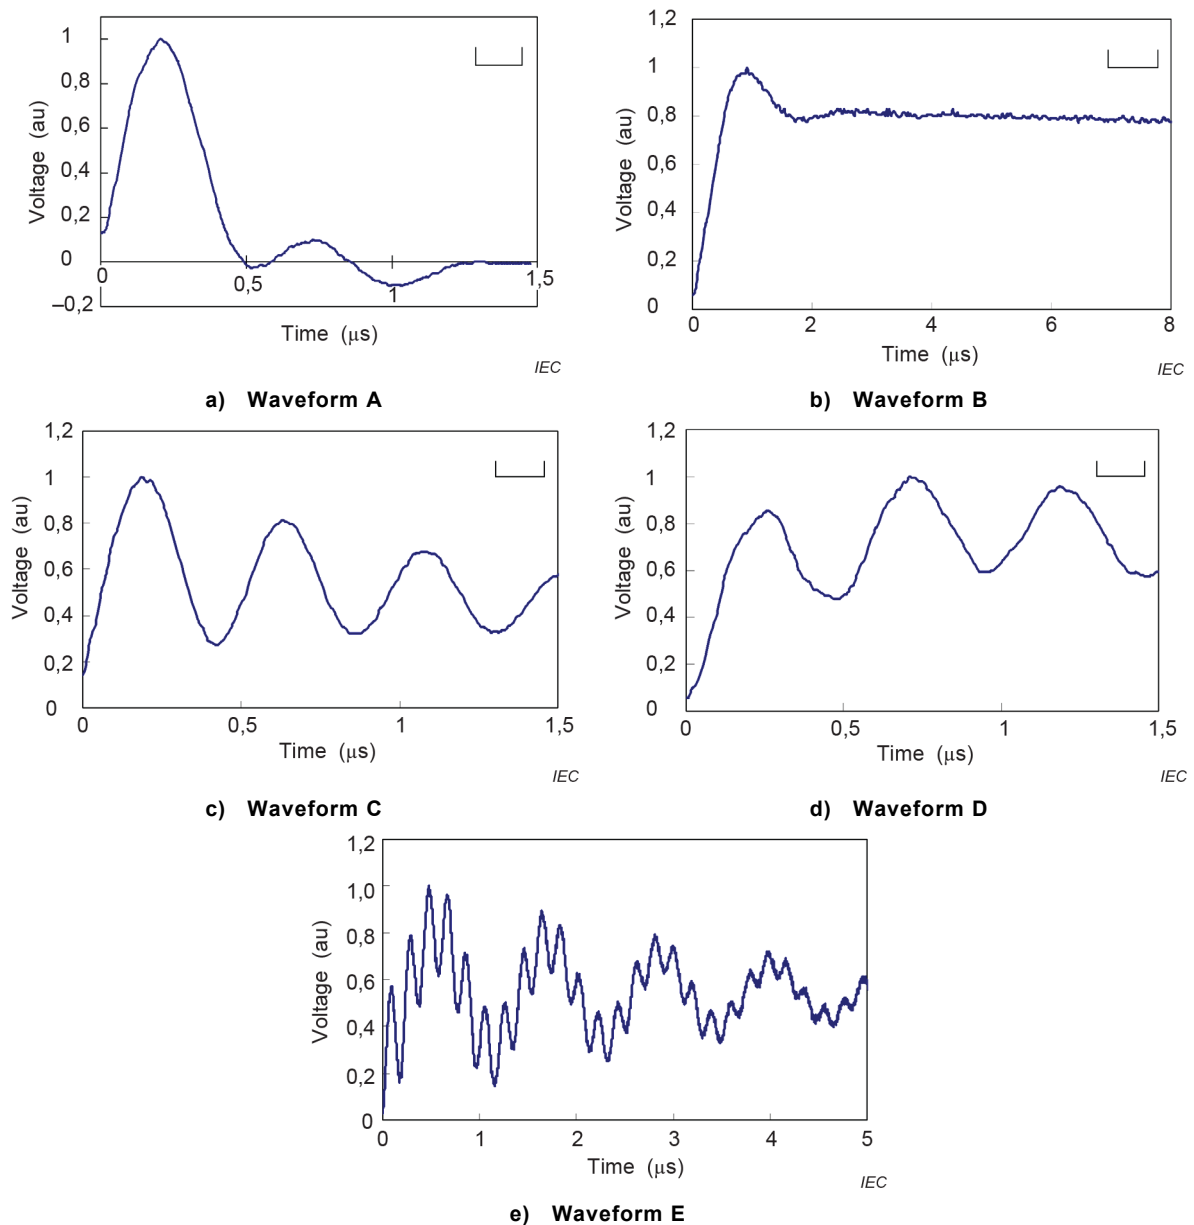 1
0,8
0,6
0,4
0,2
0
–0,2
0
0,5
1
1,5
Voltage (au)
Time (μs)
IEC
a) Waveform A
1,2
1
0,8
0,6
0,4
0,2
0
0
2
4
6
8
Voltage (au)
Time (μs)
IEC
b) Waveform B
1,2
1
0,8
0,6
0,4
0,2
0
0
0,5
1
1,5
Voltage (au)
Time (μs)
IEC
c) Waveform C
1,2
1
0,8
0,6
0,4
0,2
0
0
0,5
1
1,5
Voltage (au)
Time (μs)
IEC
d) Waveform D
1,2
1,0
0,8
0,6
0,4
0,2
0
0
1
2
3
4
5
Voltage (au)
Time (μs)
IEC
e) Waveform E